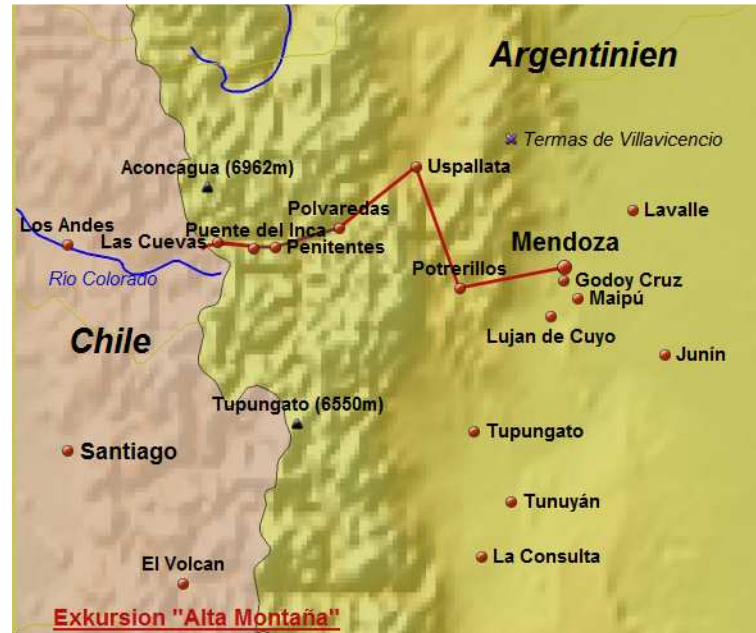 Argentinien
Termas de Villavicencio
Aconcagua (6962m)
Uspallata
Polvaredas
Lavalle
Los Andes
Puente del Inca
Las Cuevas
Penitentes
Mendoza
Río Colorado
Potrerillos
Godoy Cruz
Maipú
Lujan de Cuyo
Chile
Junín
Tupungato (6550m)
Tupungato
Santiago
Tunuyán
La Consulta
El Volcan
Exkursion "Alta Montaña"